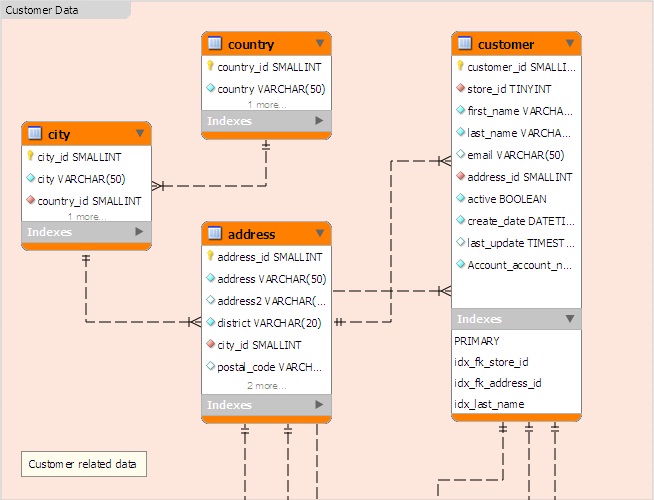 Customer Data
country
country_id SMALLINT
country VARCHAR(50)
1 more...
Indexes
city
city_id SMALLINT
city VARCHAR(50)
country_id SMALLINT
1 more...
Indexes
address
address_id SMALLINT
address VARCHAR(50)
address2 VARCHAR(...
district VARCHAR(20)
city_id SMALLINT
postal_code VARCH...
2 more...
Indexes
customer
customer_id SMALLI...
store_id TINYINT
first_name VARCHA...
last_name VARCHA...
email VARCHAR(50)
address_id SMALLINT
active BOOLEAN
create_date DATETI...
last_update TIMEST...
Account_account_n...
Indexes
PRIMARY
idx_fk_store_id
idx_fk_address_id
idx_last_name
Customer related data